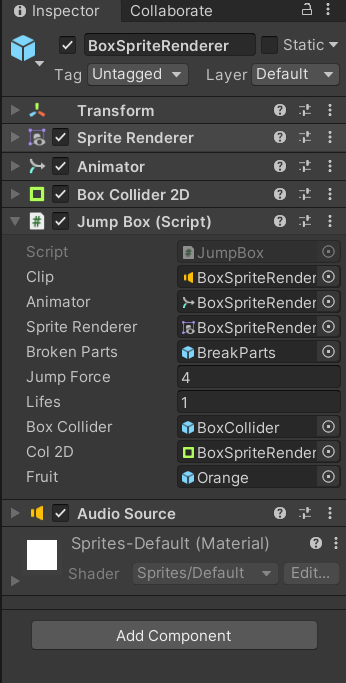 Inspector Collaborate
BoxSpriteRenderer Static
Tag Untagged Layer Default
Transform
Sprite Renderer
Animator
Box Collider 2D
# Jump Box (Script)
Script # JumpBox
Clip BoxSpriteRender
Animator BoxSpriteRender
Sprite Renderer BoxSpriteRender
Broken Parts BreakParts
Jump Force 4
Lifes 1
Box Collider BoxCollider
Col 2D BoxSpriteRender
Fruit Orange
Audio Source
Sprites-Default (Material)
Shader Sprites/Default Edit...
Add Component